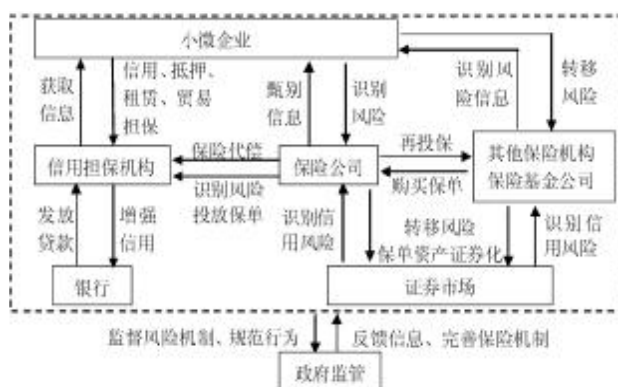 小微企业
获取
信息
信用、抵押、
租赁、贸易
担保
甄别
信息
识别
风险
识别风
险信息
转移
风险
信用担保机构
保险代偿
识别风险
投放保单
保险公司
再投保
购买保单
其他保险机构
保险基金公司
发放
贷款
增强
信用
识别信
用风险
转移风险
保单资产证券化
识别信
用风险
银行
证券市场
监督风险机制、规范行为
反馈信息、完善保险机制
政府监管